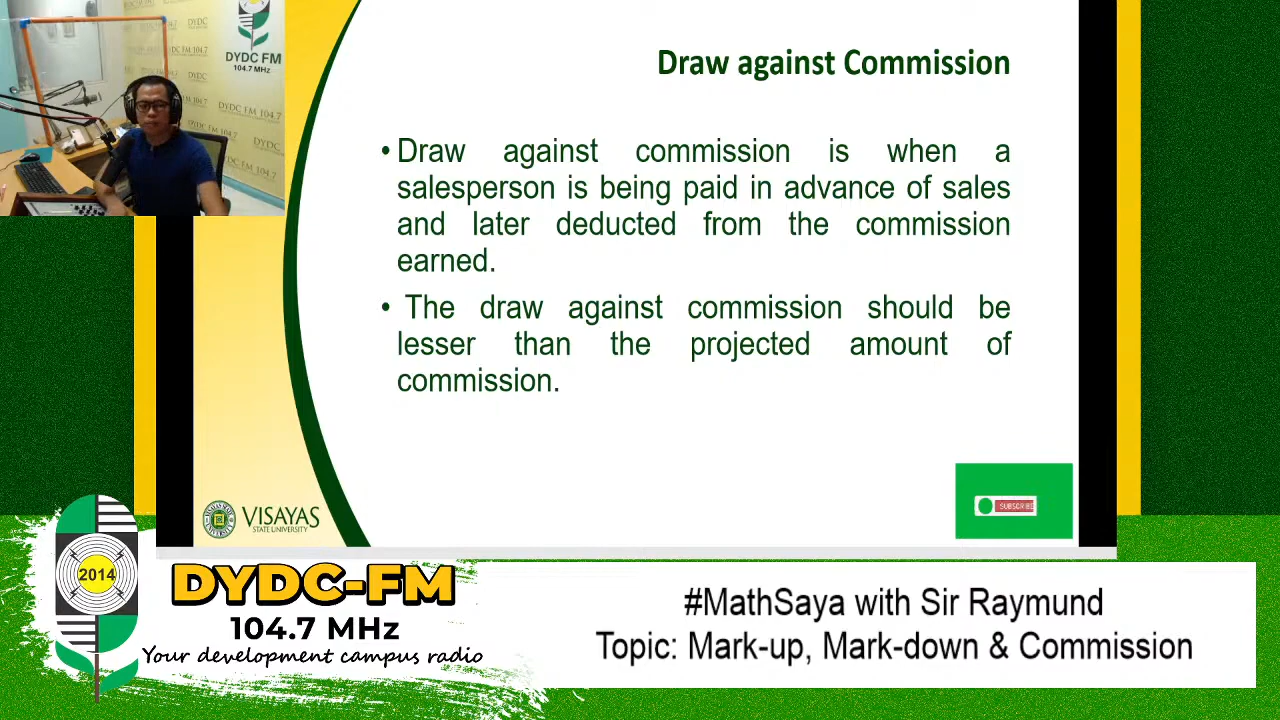 DYDC FM
104.7 MHz
Draw against Commission
• Draw against commission is when a
salesperson is being paid in advance of sales
and later deducted from the commission
earned.
• The draw against commission should be
lesser than the projected amount of
commission.
VISAYAS
STATE UNIVERSITY
SUBSCRIBE
2014
DYDC-FM
104.7 MHz
Your development campus radio
#MathSaya with Sir Raymund
Topic: Mark-up, Mark-down & Commission